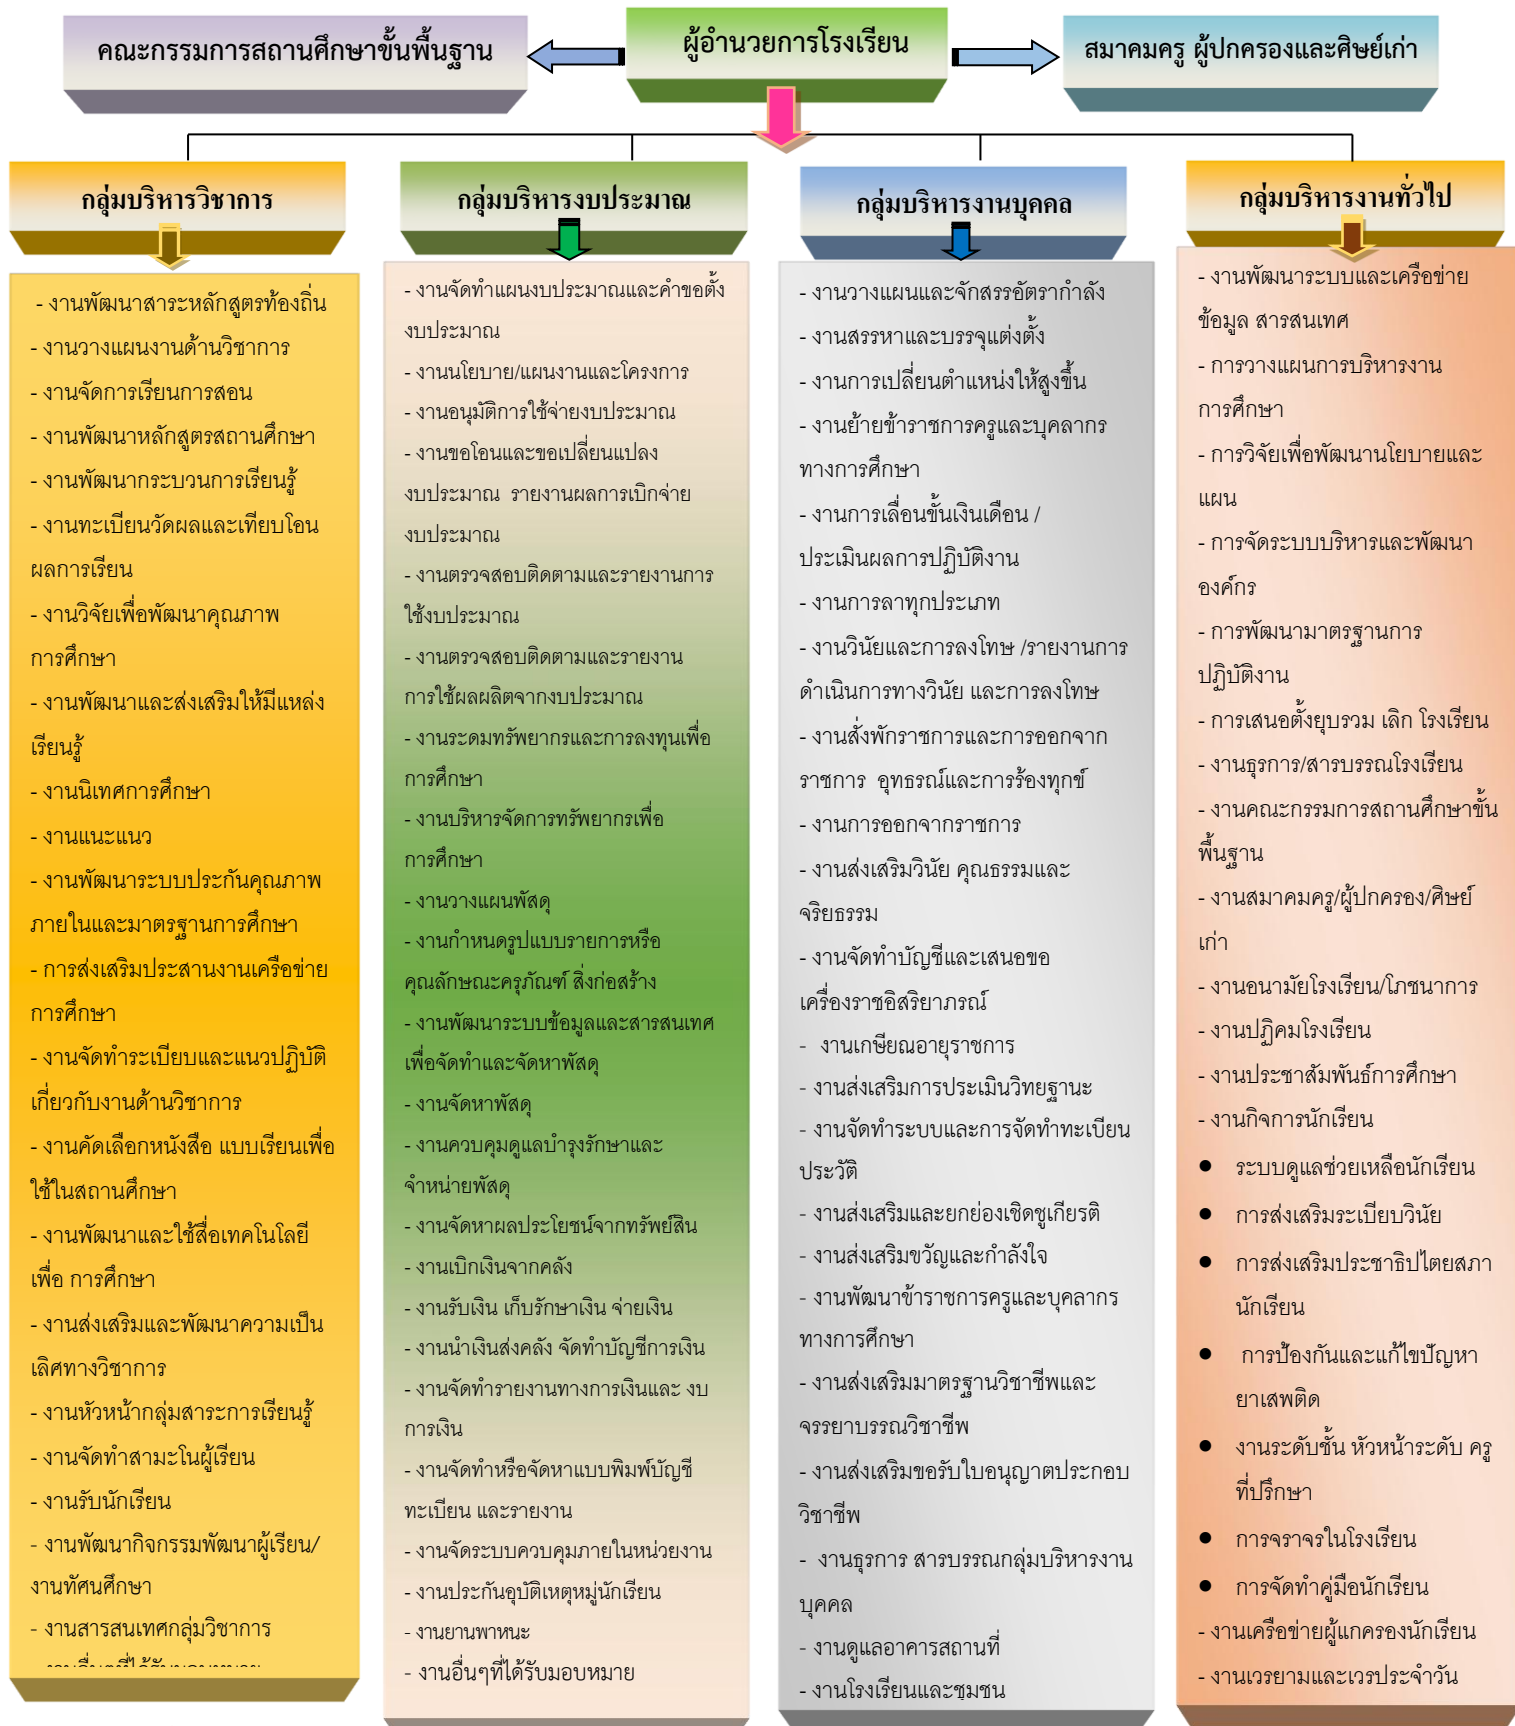 คณะกรรมการสถานศึกษาขั้นพื้นฐาน
ผู้อำนวยการโรงเรียน
สมาคมครู ผู้ปกครองและศิษย์เก่า
กลุ่มบริหารวิชาการ
- งานพัฒนาสาระหลักสูตรท้องถิ่น
- งานวางแผนงานด้านวิชาการ
- งานจัดการเรียนการสอน
- งานพัฒนาหลักสูตรสถานศึกษา
- งานพัฒนากระบวนการเรียนรู้
- งานทะเบียนวัดผลและเทียบโอน
ผลการเรียน
- งานวิจัยเพื่อพัฒนาคุณภาพ
การศึกษา
- งานพัฒนาและส่งเสริมให้มีแหล่ง
เรียนรู้
- งานนิเทศการศึกษา
- งานแนะแนว
- งานพัฒนาระบบประกันคุณภาพ
ภายในและมาตรฐานการศึกษา
- การส่งเสริมประสานงานเครือข่าย
การศึกษา
- งานจัดทำระเบียบและแนวปฏิบัติ
เกี่ยวกับงานด้านวิชาการ
- งานคัดเลือกหนังสือ แบบเรียนเพื่อ
ใช้ในสถานศึกษา
- งานพัฒนาและใช้สื่อเทคโนโลยี
เพื่อ การศึกษา
- งานส่งเสริมและพัฒนาความเป็น
เลิศทางวิชาการ
- งานหัวหน้ากลุ่มสาระการเรียนรู้
- งานจัดทำสามะโนผู้เรียน
- งานรับนักเรียน
- งานพัฒนากิจกรรมพัฒนาผู้เรียน/
งานทัศนศึกษา
- งานสารสนเทศกลุ่มวิชาการ
กลุ่มบริหารงบประมาณ
- งานจัดทำแผนงบประมาณและคำขอตั้ง
งบประมาณ
- งานนโยบาย/แผนงานและโครงการ
- งานอนุมัติการใช้จ่ายงบประมาณ
- งานขอโอนและขอเปลี่ยนแปลง
งบประมาณ รายงานผลการเบิกจ่าย
งบประมาณ
- งานตรวจสอบติดตามและรายงานการ
ใช้งบประมาณ
- งานตรวจสอบติดตามและรายงาน
การใช้ผลผลิตจากงบประมาณ
- งานระดมทรัพยากรและการลงทุนเพื่อ
การศึกษา
- งานบริหารจัดการทรัพยากรเพื่อ
การศึกษา
- งานวางแผนพัสดุ
- งานกำหนดรูปแบบรายการหรือ
คุณลักษณะครุภัณฑ์ สิ่งก่อสร้าง
- งานพัฒนาระบบข้อมูลและสารสนเทศ
เพื่อจัดทำและจัดหาพัสดุ
- งานจัดหาพัสดุ
- งานควบคุมดูแลบำรุงรักษาและ
จำหน่ายพัสดุ
- งานจัดหาผลประโยชน์จากทรัพย์สิน
- งานเบิกเงินจากคลัง
- งานรับเงิน เก็บรักษาเงิน จ่ายเงิน
- งานนำเงินส่งคลัง จัดทำบัญชีการเงิน
- งานจัดทำรายงานทางการเงินและ งบ
การเงิน
- งานจัดทำหรือจัดหาแบบพิมพ์บัญชี
ทะเบียน และรายงาน
- งานจัดระบบควบคุมภายในหน่วยงาน
- งานประกันอุบัติเหตุหมู่นักเรียน
- งานยานพาหนะ
- งานอื่นๆที่ได้รับมอบหมาย
กลุ่มบริหารงานบุคคล
- งานวางแผนและจักสรรอัตรากำลัง
- งานสรรหาและบรรจุแต่งตั้ง
- งานการเปลี่ยนตำแหน่งให้สูงขึ้น
- งานย้ายข้าราชการครูและบุคลากร
ทางการศึกษา
- งานการเลื่อนขั้นเงินเดือน /
ประเมินผลการปฏิบัติงาน
- งานการลาทุกประเภท
- งานวินัยและการลงโทษ /รายงานการ
ดำเนินการทางวินัย และการลงโทษ
- งานสั่งพักราชการและการออกจาก
ราชการ อุทธรณ์และการร้องทุกข์
- งานการออกจากราชการ
- งานส่งเสริมวินัย คุณธรรมและ
จริยธรรม
- งานจัดทำบัญชีและเสนอขอ
เครื่องราชอิสริยาภรณ์
- งานเกษียณอายุราชการ
- งานส่งเสริมการประเมินวิทยฐานะ
- งานจัดทำระบบและการจัดทำทะเบียน
ประวัติ
- งานส่งเสริมและยกย่องเชิดชูเกียรติ
- งานส่งเสริมขวัญและกำลังใจ
- งานพัฒนาข้าราชการครูและบุคลากร
ทางการศึกษา
- งานส่งเสริมมาตรฐานวิชาชีพและ
จรรยาบรรณวิชาชีพ
- งานส่งเสริมขอรับใบอนุญาตประกอบ
วิชาชีพ
- งานธุรการ สารบรรณกลุ่มบริหารงาน
บุคคล
- งานดูแลอาคารสถานที่
- งานโรงเรียนและชุมชน
กลุ่มบริหารงานทั่วไป
- งานพัฒนาระบบและเครือข่าย
ข้อมูล สารสนเทศ
- การวางแผนการบริหารงาน
การศึกษา
- การวิจัยเพื่อพัฒนานโยบายและ
แผน
- การจัดระบบบริหารและพัฒนา
องค์กร
- การพัฒนามาตรฐานการ
ปฏิบัติงาน
- การเสนอตั้งยุบรวม เลิก โรงเรียน
- งานธุรการ/สารบรรณโรงเรียน
- งานคณะกรรมการสถานศึกษาขั้น
พื้นฐาน
- งานสมาคมครู/ผู้ปกครอง/ศิษย์
เก่า
- งานอนามัยโรงเรียน/โภชนาการ
- งานปฏิคมโรงเรียน
- งานประชาสัมพันธ์การศึกษา
- งานกิจการนักเรียน
● ระบบดูแลช่วยเหลือนักเรียน
● การส่งเสริมระเบียบวินัย
● การส่งเสริมประชาธิปไตยสภา
นักเรียน
● การป้องกันและแก้ไขปัญหา
ยาเสพติด
● งานระดับชั้น หัวหน้าระดับ ครู
ที่ปรึกษา
● การจราจรในโรงเรียน
● การจัดทำคู่มือนักเรียน
- งานเครือข่ายผู้แกครองนักเรียน
- งานเวรยามและเวรประจำวัน